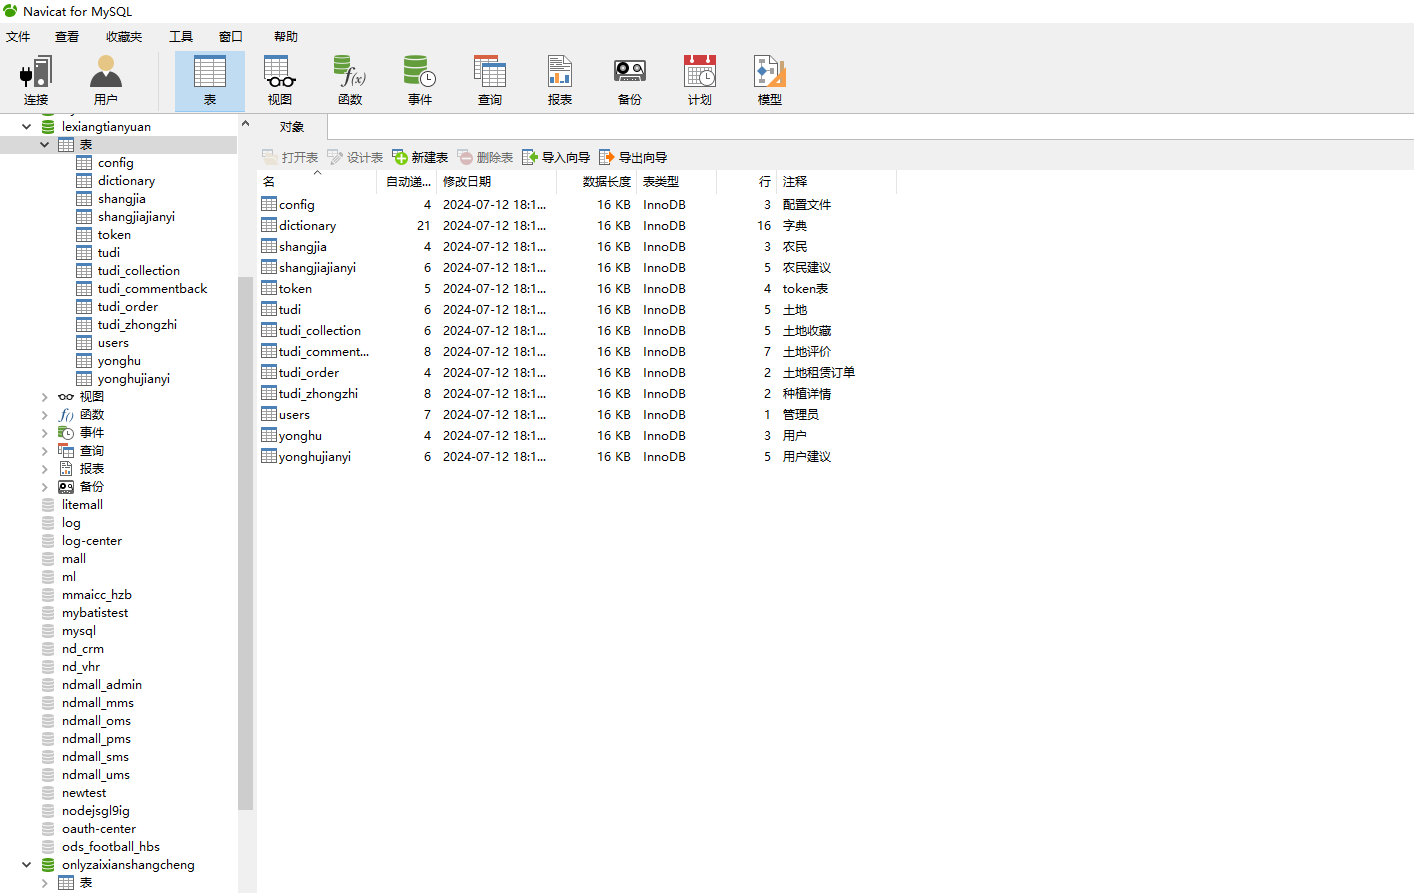 Navicat for MySQL
文件 查看 收藏夹 工具 窗口 帮助
连接 用户 表 视图 函数 事件 查询 报表 备份 计划 模型
lexiangtianyuan
表
config
dictionary
shangjia
shangjiajianyi
token
tudi
tudi_collection
tudi_commentback
tudi_order
tudi_zhongzhi
users
yonghu
yonghujianyi
视图
函数
事件
查询
报表
备份
litemall
log
log-center
mall
ml
mmaicc_hzb
mybatistest
mysql
nd_crm
nd_vhr
ndmall_admin
ndmall_mms
ndmall_oms
ndmall_pms
ndmall_sms
ndmall_ums
newtest
nodejsgl9ig
oauth-center
ods_football_hbs
onlyzaixianshangcheng
表
对象
打开表 设计表 新建表 删除表 导入向导 导出向导
名 自动递... 修改日期 数据长度 表类型 行 注释
config 4 2024-07-12 18:1... 16 KB InnoDB 3 配置文件
dictionary 21 2024-07-12 18:1... 16 KB InnoDB 16 字典
shangjia 4 2024-07-12 18:1... 16 KB InnoDB 3 农民
shangjiajianyi 6 2024-07-12 18:1... 16 KB InnoDB 5 农民建议
token 5 2024-07-12 18:1... 16 KB InnoDB 4 token表
tudi 6 2024-07-12 18:1... 16 KB InnoDB 5 土地
tudi_collection 6 2024-07-12 18:1... 16 KB InnoDB 5 土地收藏
tudi_comment... 8 2024-07-12 18:1... 16 KB InnoDB 7 土地评价
tudi_order 4 2024-07-12 18:1... 16 KB InnoDB 2 土地租赁订单
tudi_zhongzhi 8 2024-07-12 18:1... 16 KB InnoDB 2 种植详情
users 7 2024-07-12 18:1... 16 KB InnoDB 1 管理员
yonghu 4 2024-07-12 18:1... 16 KB InnoDB 3 用户
yonghujianyi 6 2024-07-12 18:1... 16 KB InnoDB 5 用户建议